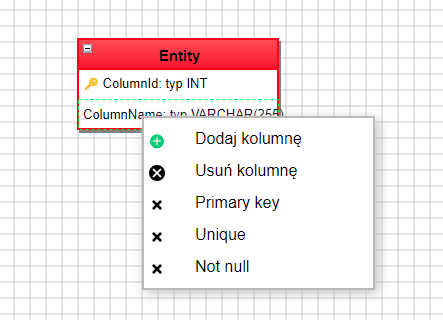 Entity
ColumnId: typ INT
ColumnName: typ VARCHAR(255)
Dodaj kolumnę
Usuń kolumnę
Primary key
Unique
Not null